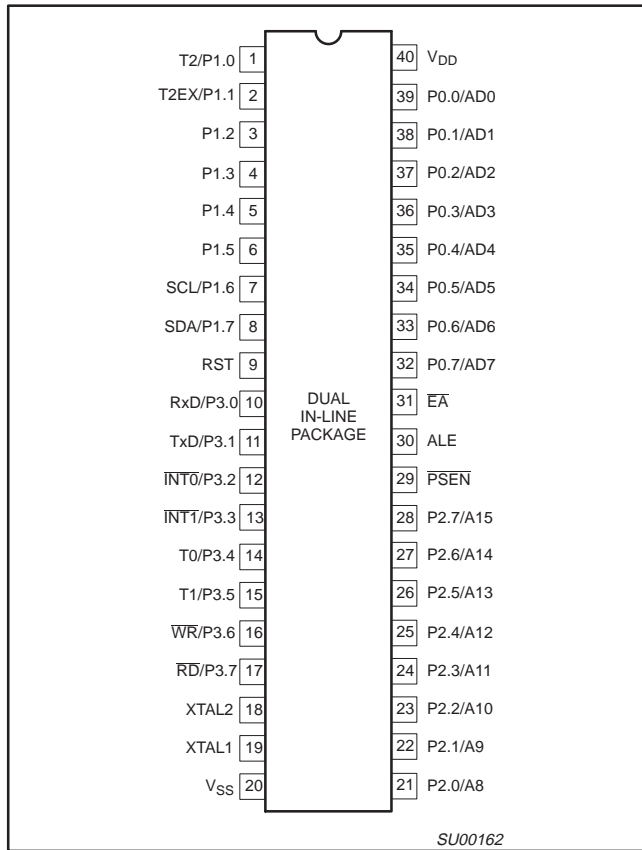 T2/P1.0 1 40 VDD
T2EX/P1.1 2 39 P0.0/AD0
P1.2 3 38 P0.1/AD1
P1.3 4 37 P0.2/AD2
P1.4 5 36 P0.3/AD3
P1.5 6 35 P0.4/AD4
SCL/P1.6 7 34 P0.5/AD5
SDA/P1.7 8 33 P0.6/AD6
RST 9 32 P0.7/AD7
RxD/P3.0 10 31 E̅A̅
TxD/P3.1 11 30 ALE
I̅N̅T̅0̅/P3.2 12 29 P̅S̅E̅N̅
I̅N̅T̅1̅/P3.3 13 28 P2.7/A15
T0/P3.4 14 27 P2.6/A14
T1/P3.5 15 26 P2.5/A13
W̅R̅/P3.6 16 25 P2.4/A12
R̅D̅/P3.7 17 24 P2.3/A11
XTAL2 18 23 P2.2/A10
XTAL1 19 22 P2.1/A9
VSS 20 21 P2.0/A8
DUAL
IN-LINE
PACKAGE
SU00162